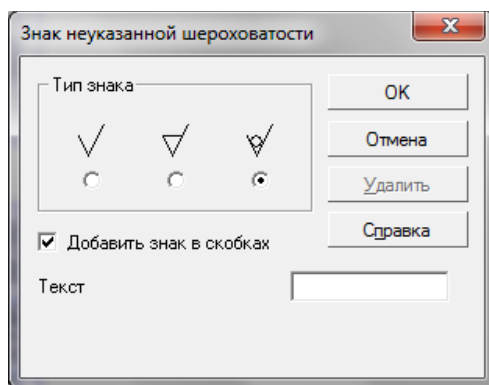 Знак неуказанной шероховатости
Тип знака
OK
Отмена
Удалить
Справка
Добавить знак в скобках
Текст